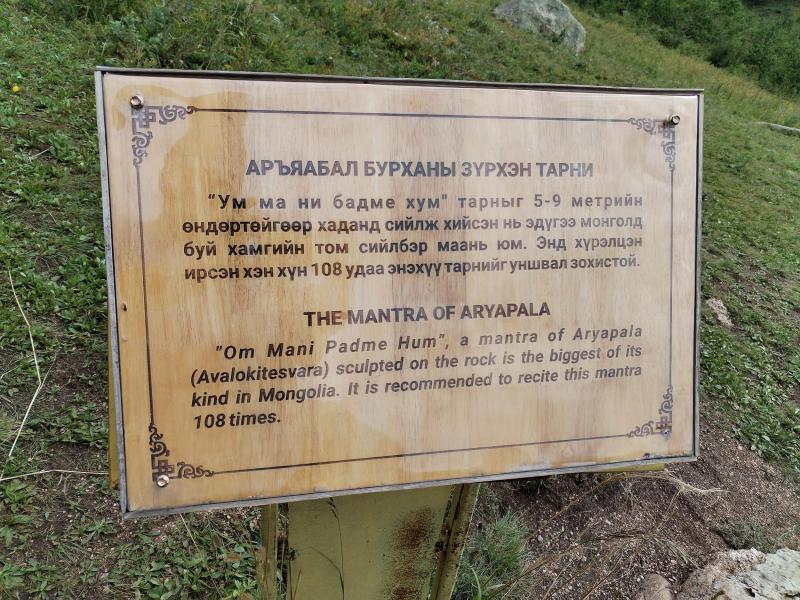 АРЪЯАБАЛ БУРХАНЫ ЗҮРХЭН ТАРНИ
“Ум ма ни бадме хум" тарныг 5-9 метрийн
өндөртөйгөөр хаданд сийлж хийсэн нь эдүгээ монголд
буй хамгийн том сийлбэр маань юм. Энд хүрэлцэн
ирсэн хэн хүн 108 удаа энэхүү тарнийг уншвал зохистой.
THE MANTRA OF ARYAPALA
"Om Mani Padme Hum", a mantra of Aryapala
(Avalokitesvara) sculpted on the rock is the biggest of its
kind in Mongolia. It is recommended to recite this mantra
108 times.